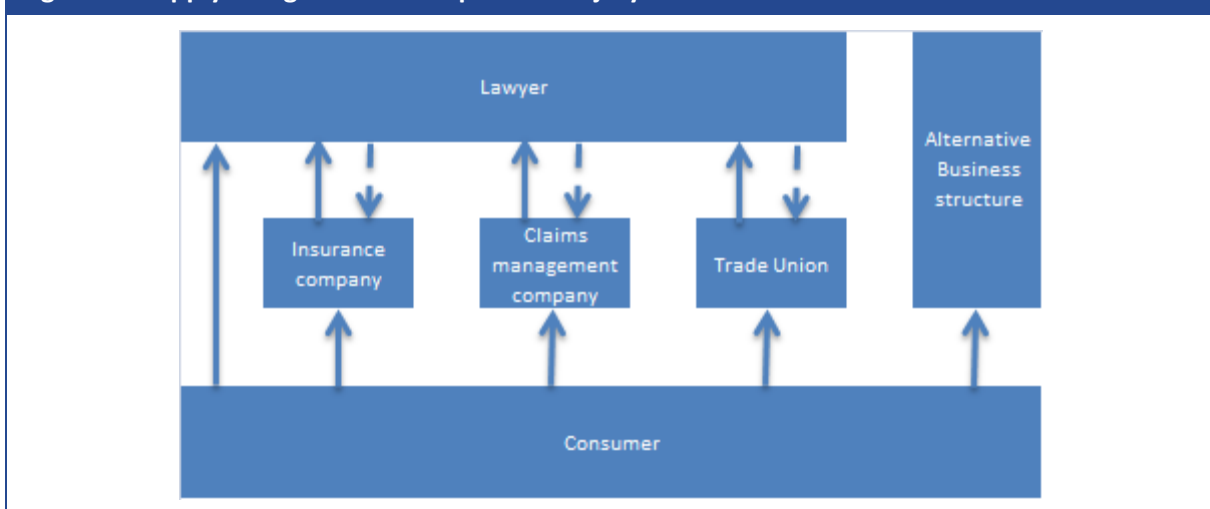 Lawyer
Alternative
Business
structure
Insurance
company
Claims
management
company
Trade Union
Consumer